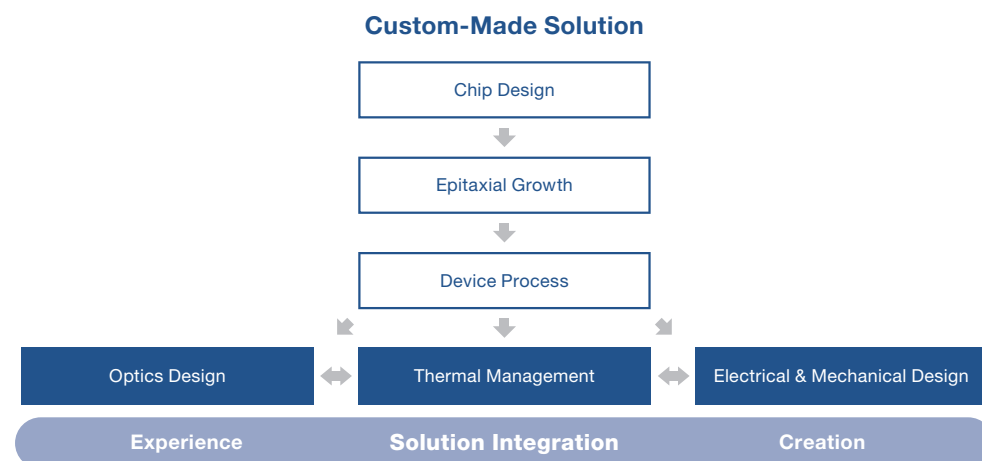 Custom-Made Solution
Chip Design
Epitaxial Growth
Device Process
Optics Design
Thermal Management
Electrical & Mechanical Design
Experience
Solution Integration
Creation